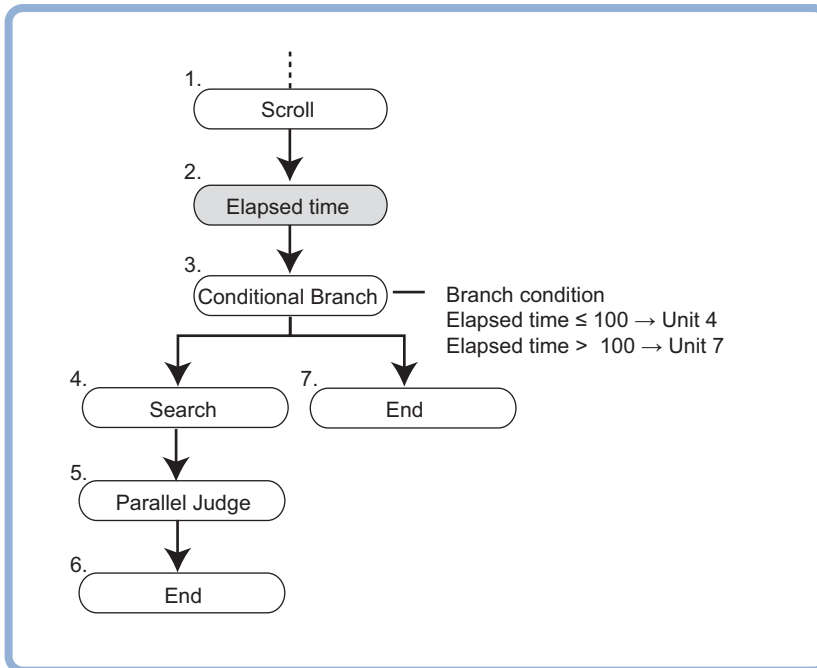 1.
Scroll
2.
Elapsed time
3.
Conditional Branch
Branch condition
Elapsed time ≤ 100 → Unit 4
Elapsed time > 100 → Unit 7
4.
Search
7.
End
5.
Parallel Judge
6.
End